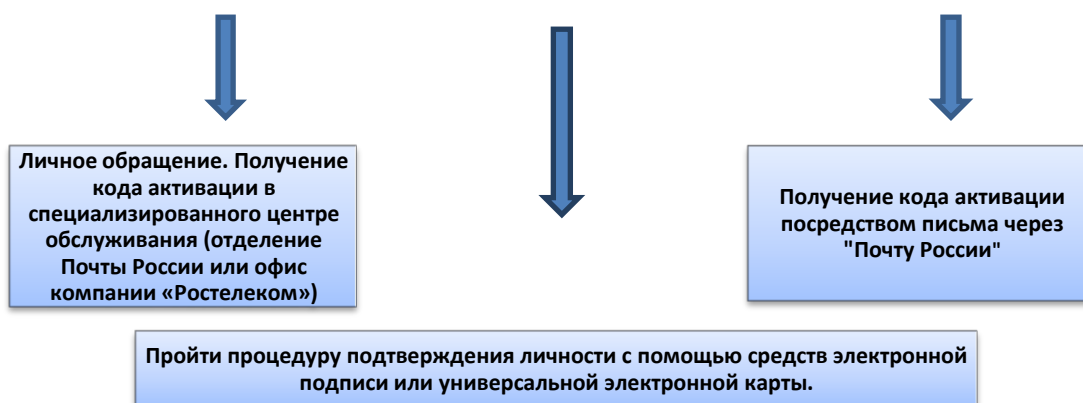 Личное обращение. Получение
кода активации в
специализированного центре
обслуживания (отделение
Почты России или офис
компании «Ростелеком»)
Получение кода активации
посредством письма через
"Почту России"
Пройти процедуру подтверждения личности с помощью средств электронной
подписи или универсальной электронной карты.